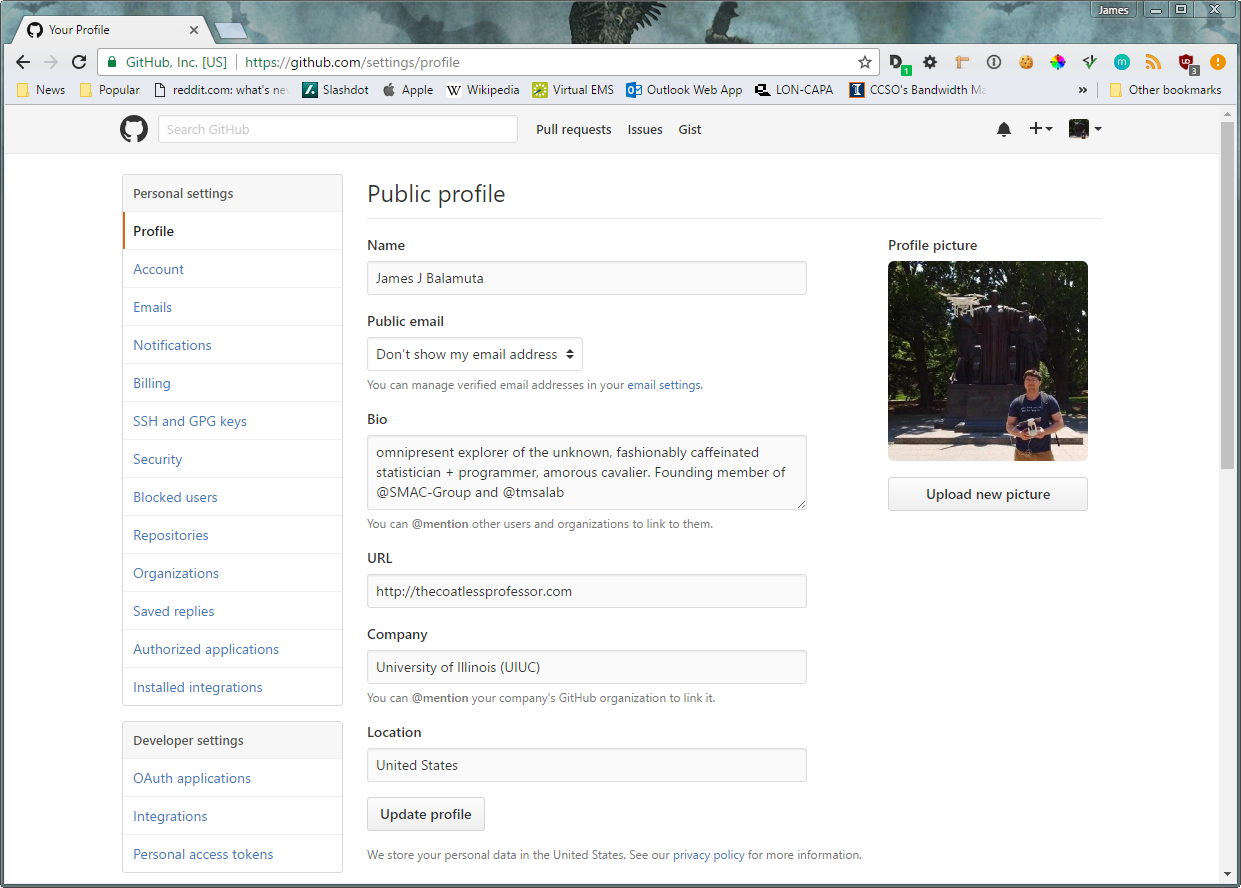 James
Your Profile
GitHub, Inc. [US]
https://github.com/settings/profile
1
3
News
Popular
reddit.com: what's ne
Slashdot
Apple
Wikipedia
Virtual EMS
Outlook Web App
LON-CAPA
CCSO's Bandwidth Ma
»
Other bookmarks
Search GitHub
Pull requests
Issues
Gist
Personal settings
Profile
Account
Emails
Notifications
Billing
SSH and GPG keys
Security
Blocked users
Repositories
Organizations
Saved replies
Authorized applications
Installed integrations
Developer settings
OAuth applications
Integrations
Personal access tokens
Public profile
Name
James J Balamuta
Public email
Don't show my email address
You can manage verified email addresses in your email settings.
Bio
omnipresent explorer of the unknown, fashionably caffeinated
statistician + programmer, amorous cavalier. Founding member of
@SMAC-Group and @tmsalab
You can @mention other users and organizations to link to them.
URL
http://thecoatlessprofessor.com
Company
University of Illinois (UIUC)
You can @mention your company's GitHub organization to link it.
Location
United States
Update profile
We store your personal data in the United States. See our privacy policy for more information.
Profile picture
Upload new picture